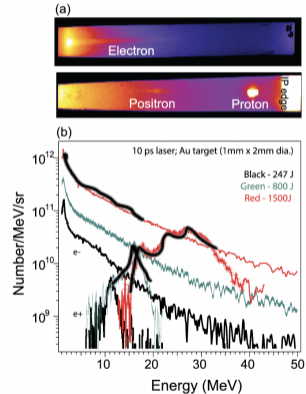 (a)
Electron
IP edge
Positron
Proton
(b)
10 ps laser; Au target (1mm x 2mm dia.)
Black - 247 J
Green - 800 J
Red - 1500J
Number/MeV/sr
10¹²
10¹¹
10¹⁰
10⁹
e-
e+
10 20 30 40 50
Energy (MeV)